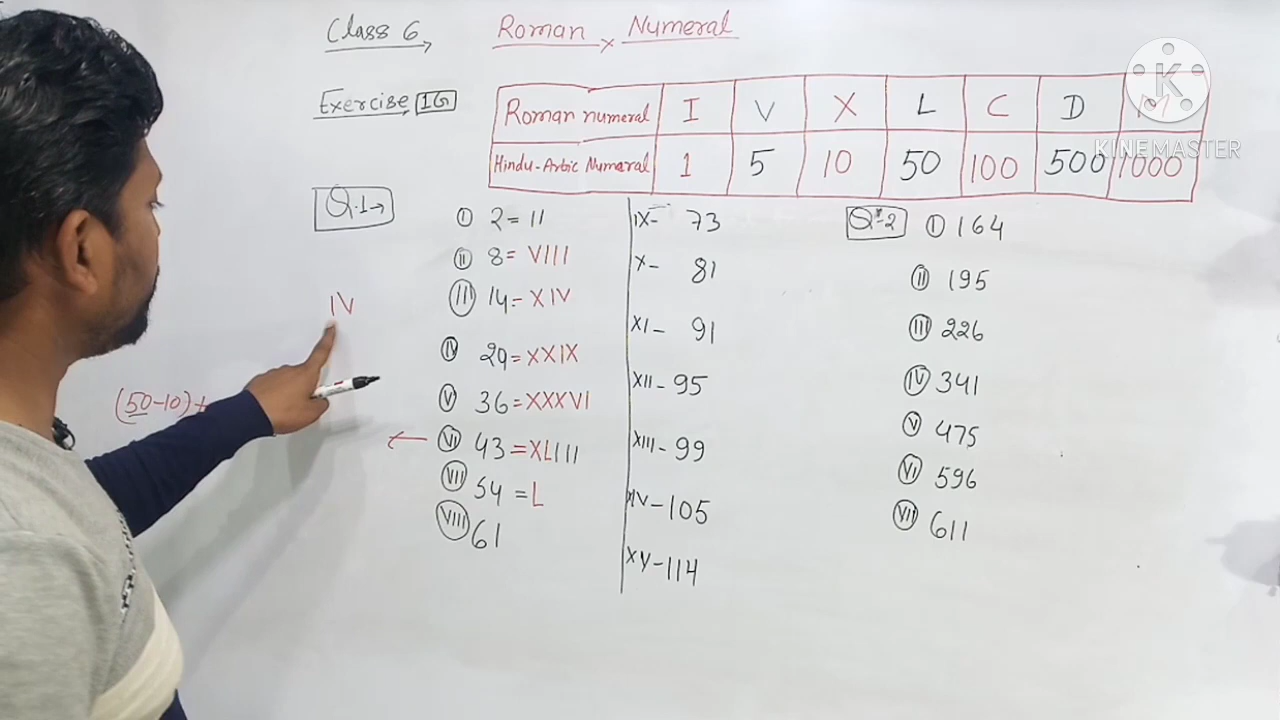 Class 6 Roman Numeral
Exercise 1G
Roman numeral I V X L C D M
Hindu-Arbic Numaral 1 5 10 50 100 500 1000
KINEMASTER
Q.1→
I 2 = II
II 8 = VIII
III 14 = XIV
IV 29 = XXIX
V 36 = XXXVI
VI 43 = XLIII
VII 54 = L
VIII 61
IV
(50-10)+
IX- 73
X- 81
XI- 91
XII- 95
XIII- 99
XIV- 105
XV- 114
Q-2 I 164
II 195
III 226
IV 341
V 475
VI 596
VII 611